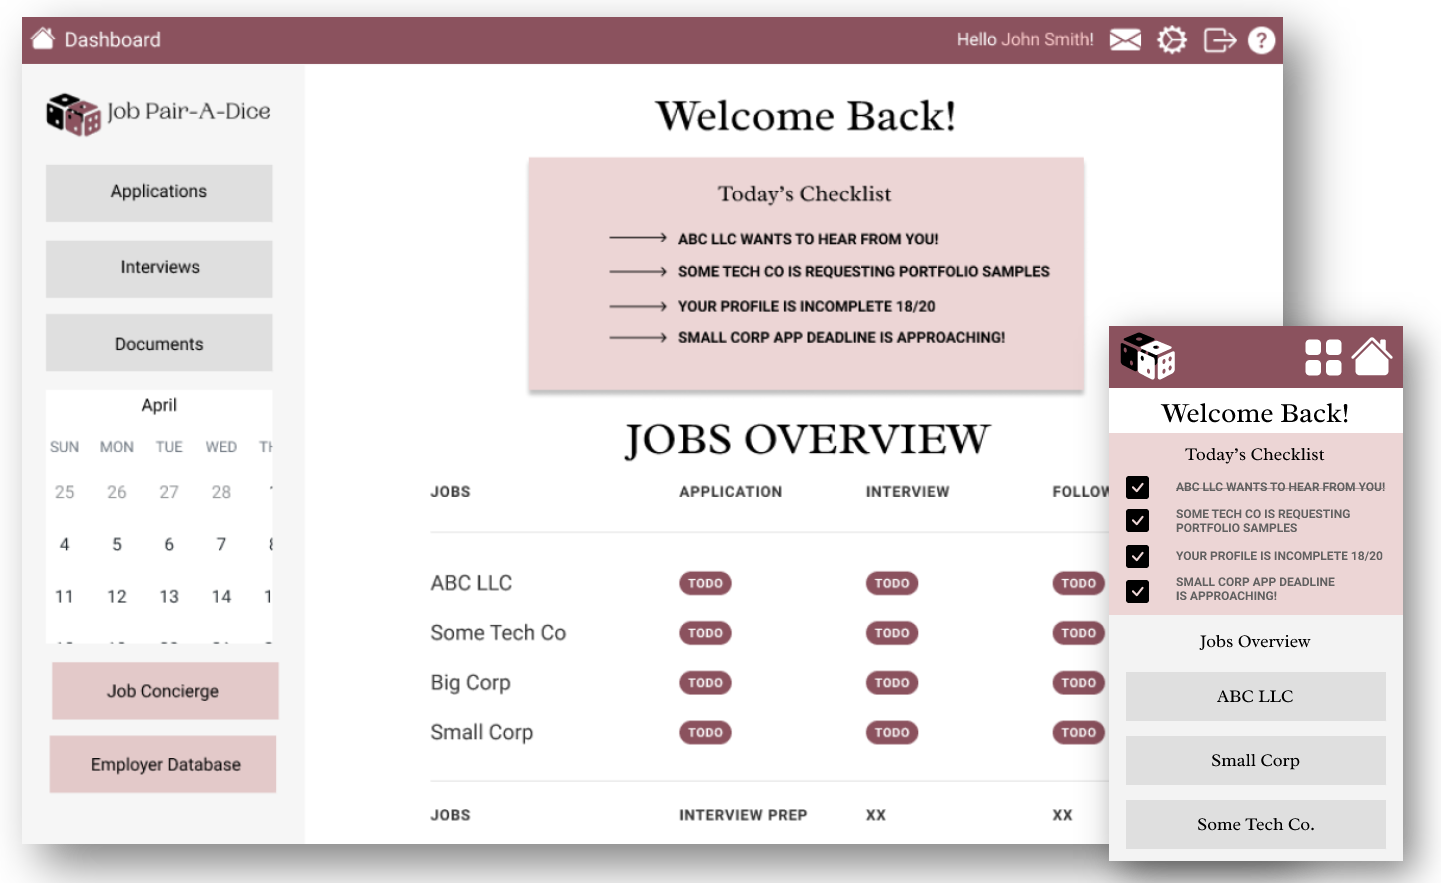 Dashboard
Hello John Smith!
?
Job Pair-A-Dice
Applications
Interviews
Documents
April
SUN MON TUE WED TH
25 26 27 28
4 5 6 7
11 12 13 14 1
Job Concierge
Employer Database
Welcome Back!
Today’s Checklist
ABC LLC WANTS TO HEAR FROM YOU!
SOME TECH CO IS REQUESTING PORTFOLIO SAMPLES
YOUR PROFILE IS INCOMPLETE 18/20
SMALL CORP APP DEADLINE IS APPROACHING!
JOBS OVERVIEW
JOBS APPLICATION INTERVIEW FOLLOW
ABC LLC TODO TODO TODO
Some Tech Co TODO TODO TODO
Big Corp TODO TODO TODO
Small Corp TODO TODO TODO
JOBS INTERVIEW PREP XX XX
Welcome Back!
Today’s Checklist
ABC LLC WANTS TO HEAR FROM YOU!
SOME TECH CO IS REQUESTING
PORTFOLIO SAMPLES
YOUR PROFILE IS INCOMPLETE 18/20
SMALL CORP APP DEADLINE
IS APPROACHING!
Jobs Overview
ABC LLC
Small Corp
Some Tech Co.